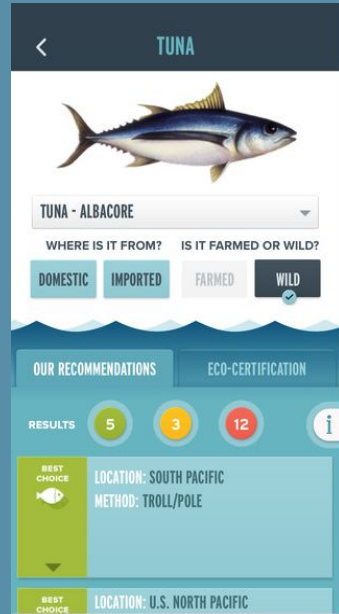 TUNA
TUNA - ALBACORE
WHERE IS IT FROM? IS IT FARMED OR WILD?
DOMESTIC IMPORTED FARMED WILD
OUR RECOMMENDATIONS ECO-CERTIFICATION
RESULTS 5 3 12 i
BEST
CHOICE
LOCATION: SOUTH PACIFIC
METHOD: TROLL/POLE
BEST
CHOICE
LOCATION: U.S. NORTH PACIFIC